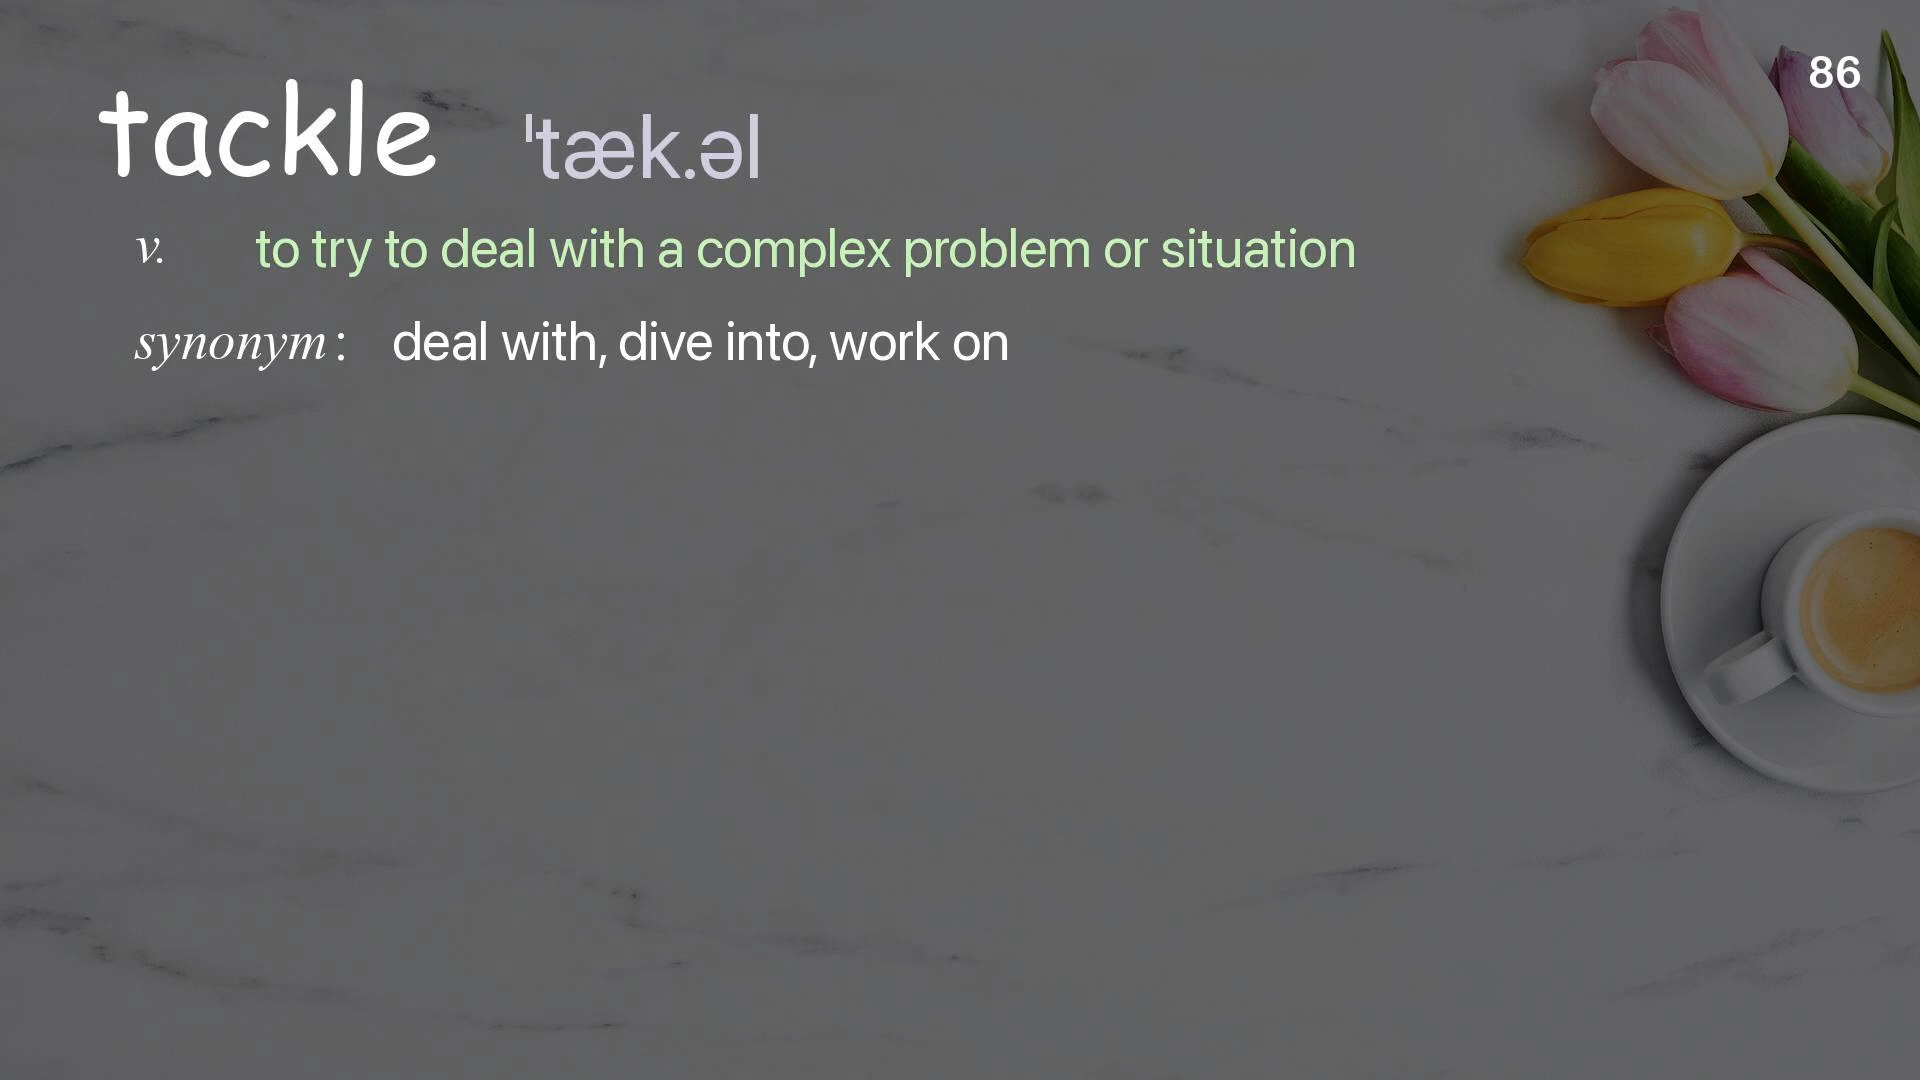 86
tackle ˈtæk.əl
v. to try to deal with a complex problem or situation
synonym : deal with, dive into, work on